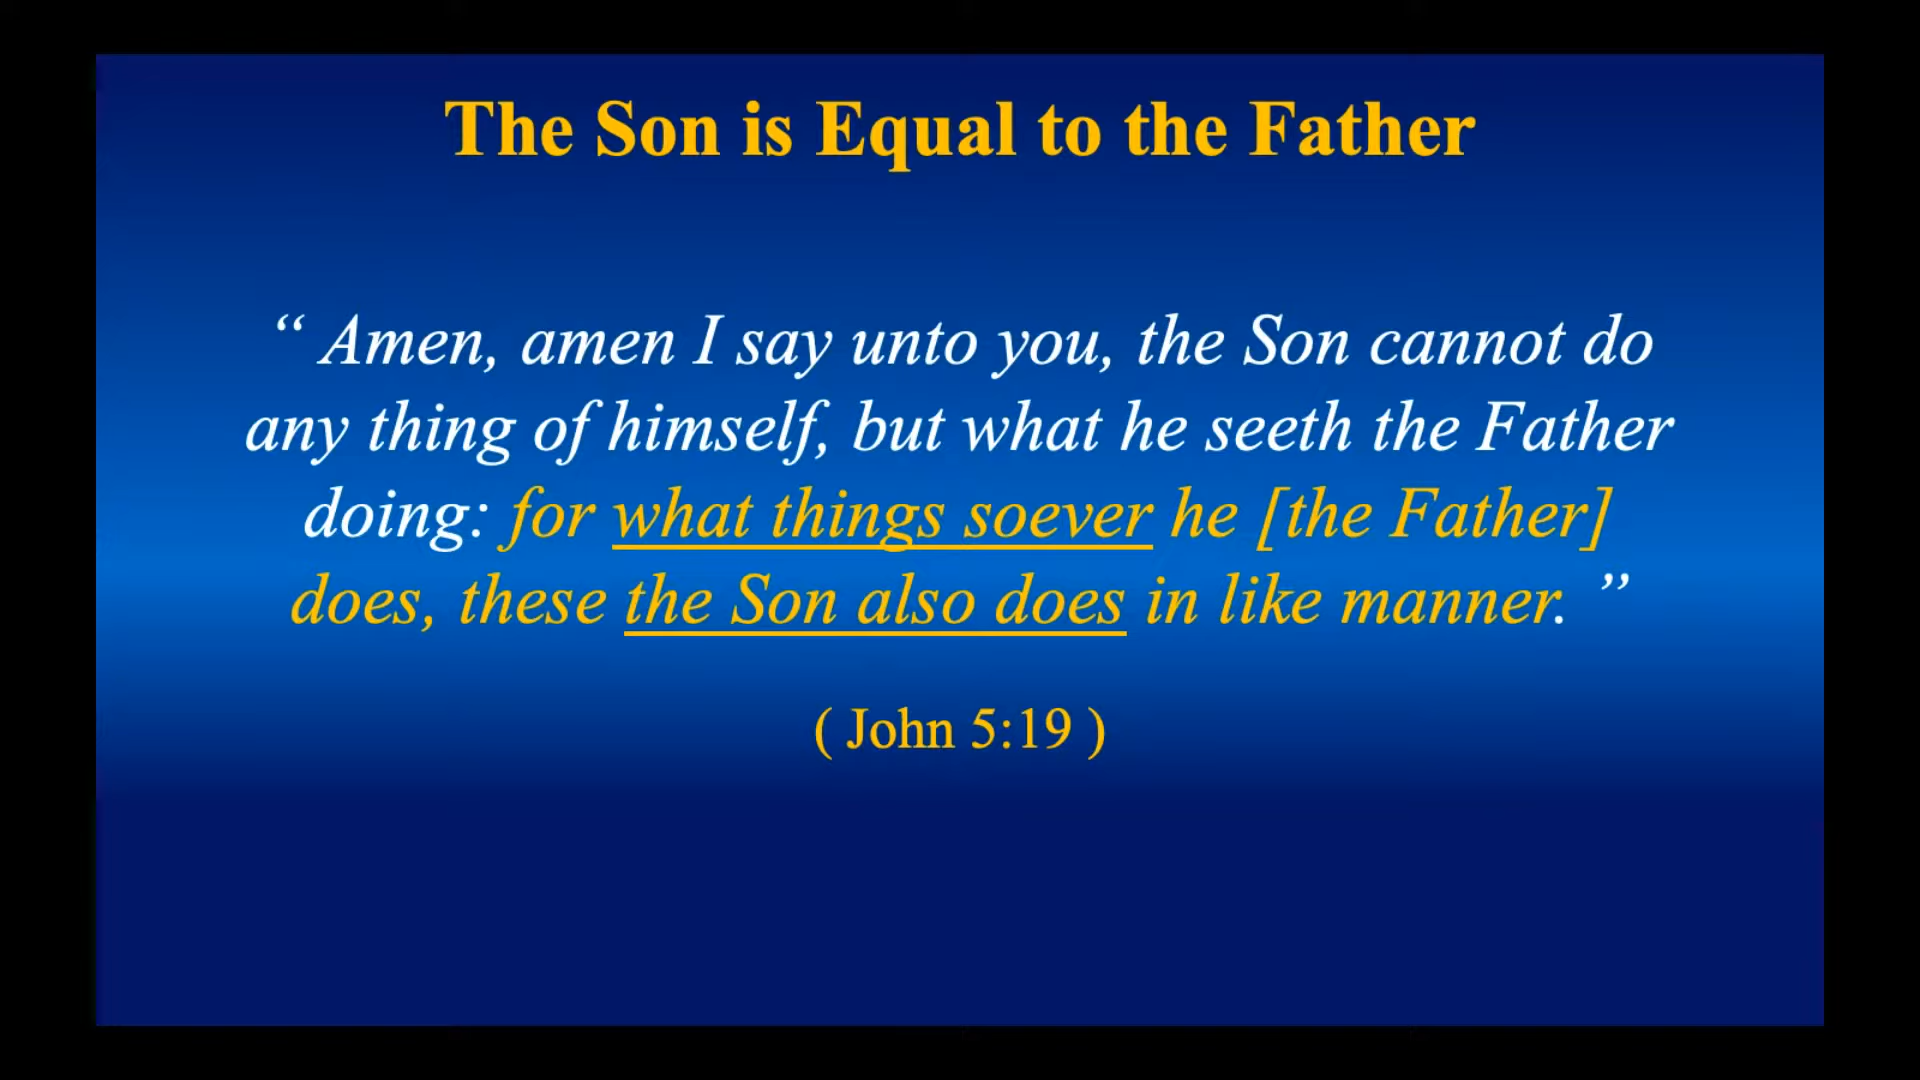 The Son is Equal to the Father
“ Amen, amen I say unto you, the Son cannot do
any thing of himself, but what he seeth the Father
doing: for what things soever he [the Father]
does, these the Son also does in like manner. ”
( John 5:19 )